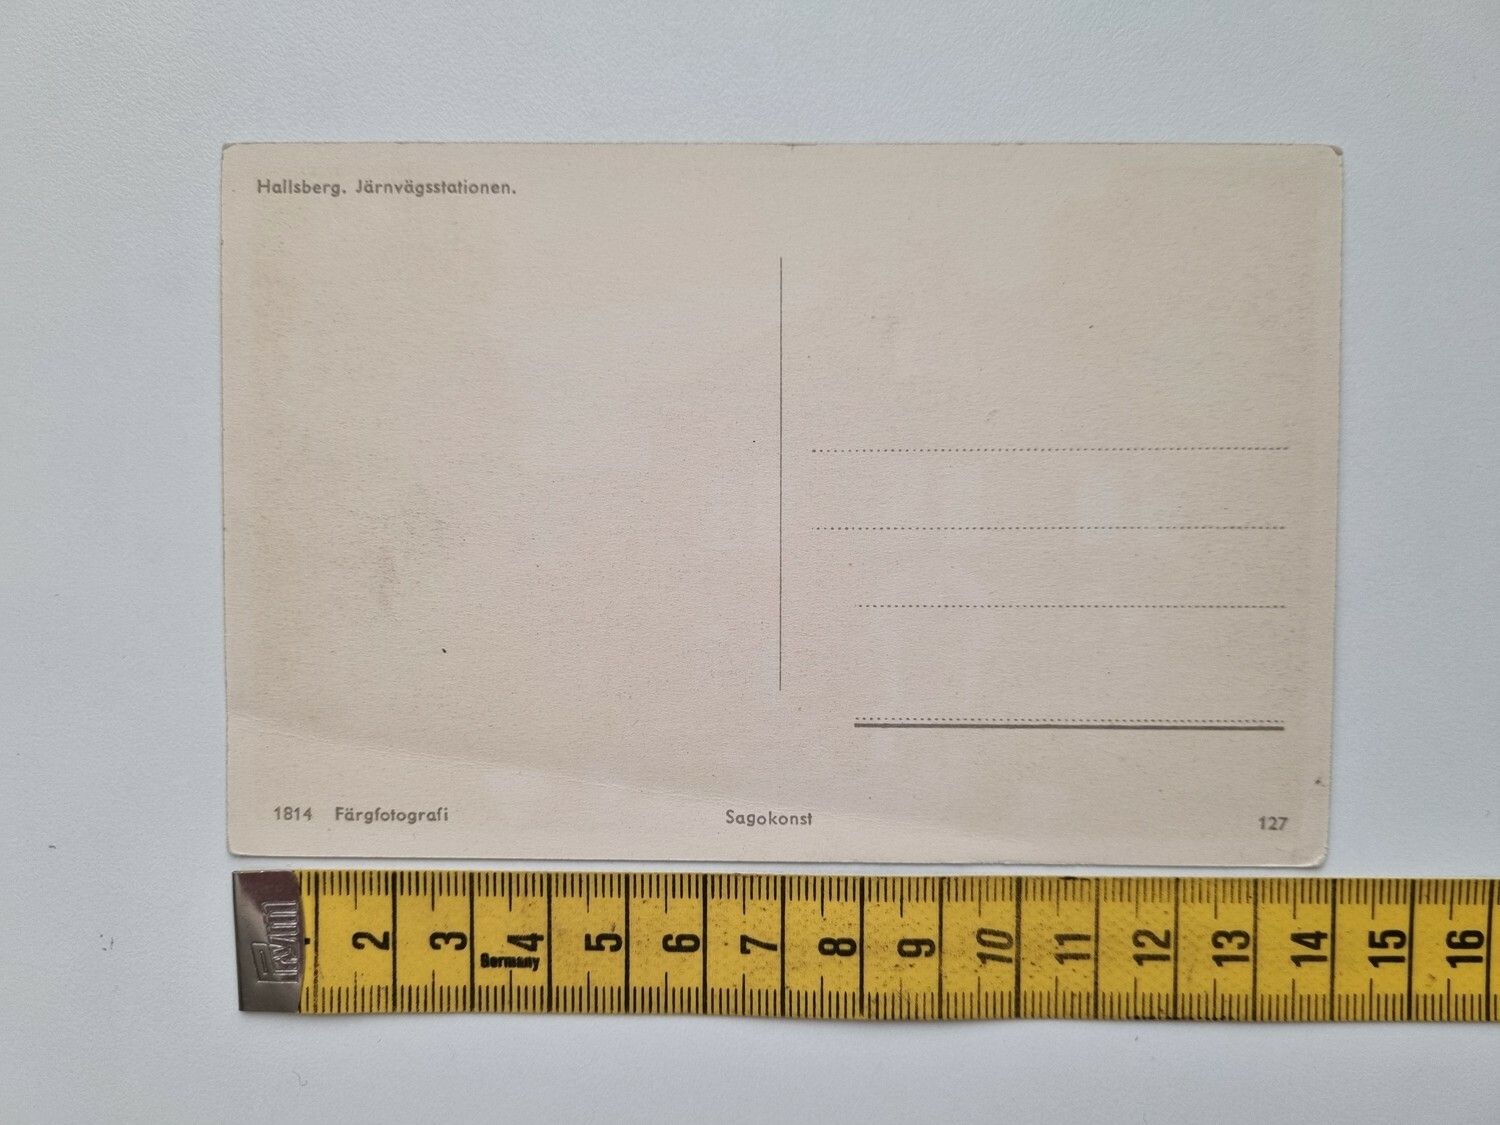 Hallsberg. Järnvägsstationen.
1814 Färgfotografi
Sagokonst
127
2 3 4 5 6 7 8 9 10 11 12 13 14 15 16
Germany